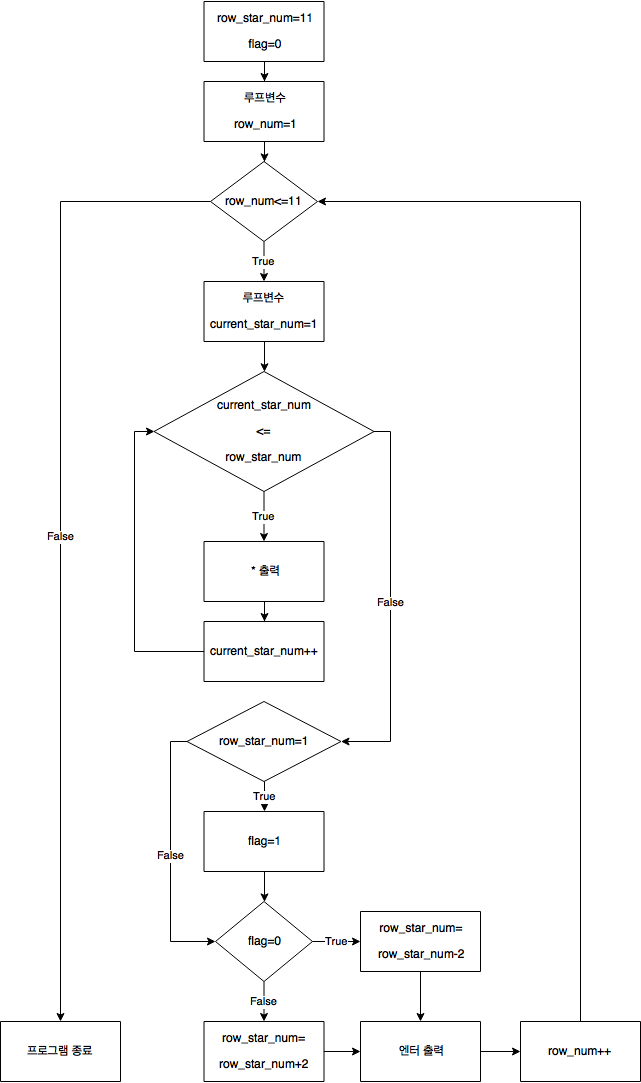 row_star_num=11
flag=0
루프변수
row_num=1
row_num<=11
True
루프변수
current_star_num=1
current_star_num
<=
row_star_num
True
False
* 출력
False
current_star_num++
row_star_num=1
True
flag=1
False
flag=0
True
row_star_num=
row_star_num-2
False
프로그램 종료
row_star_num=
row_star_num+2
엔터 출력
row_num++